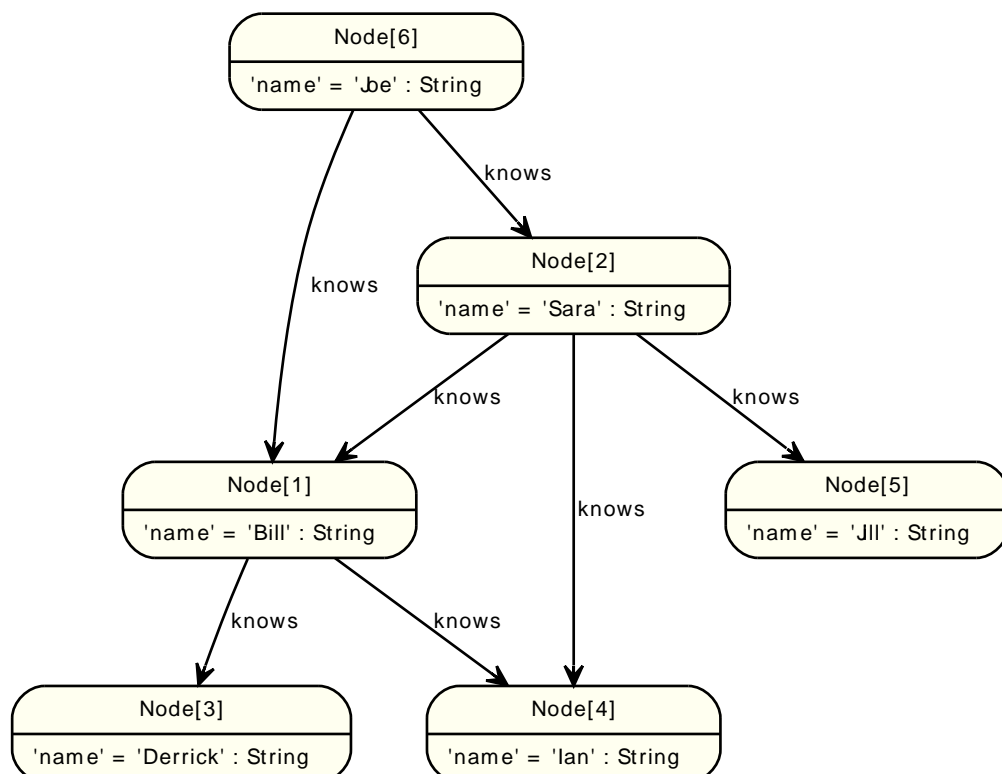 Node[6]
'name' = 'Joe' : String
knows
Node[2]
knows
'name' = 'Sara' : String
knows
knows
Node[1]
Node[5]
knows
'name' = 'Bill' : String
'name' = 'Jill' : String
knows
knows
Node[3]
Node[4]
'name' = 'Derrick' : String
'name' = 'Ian' : String